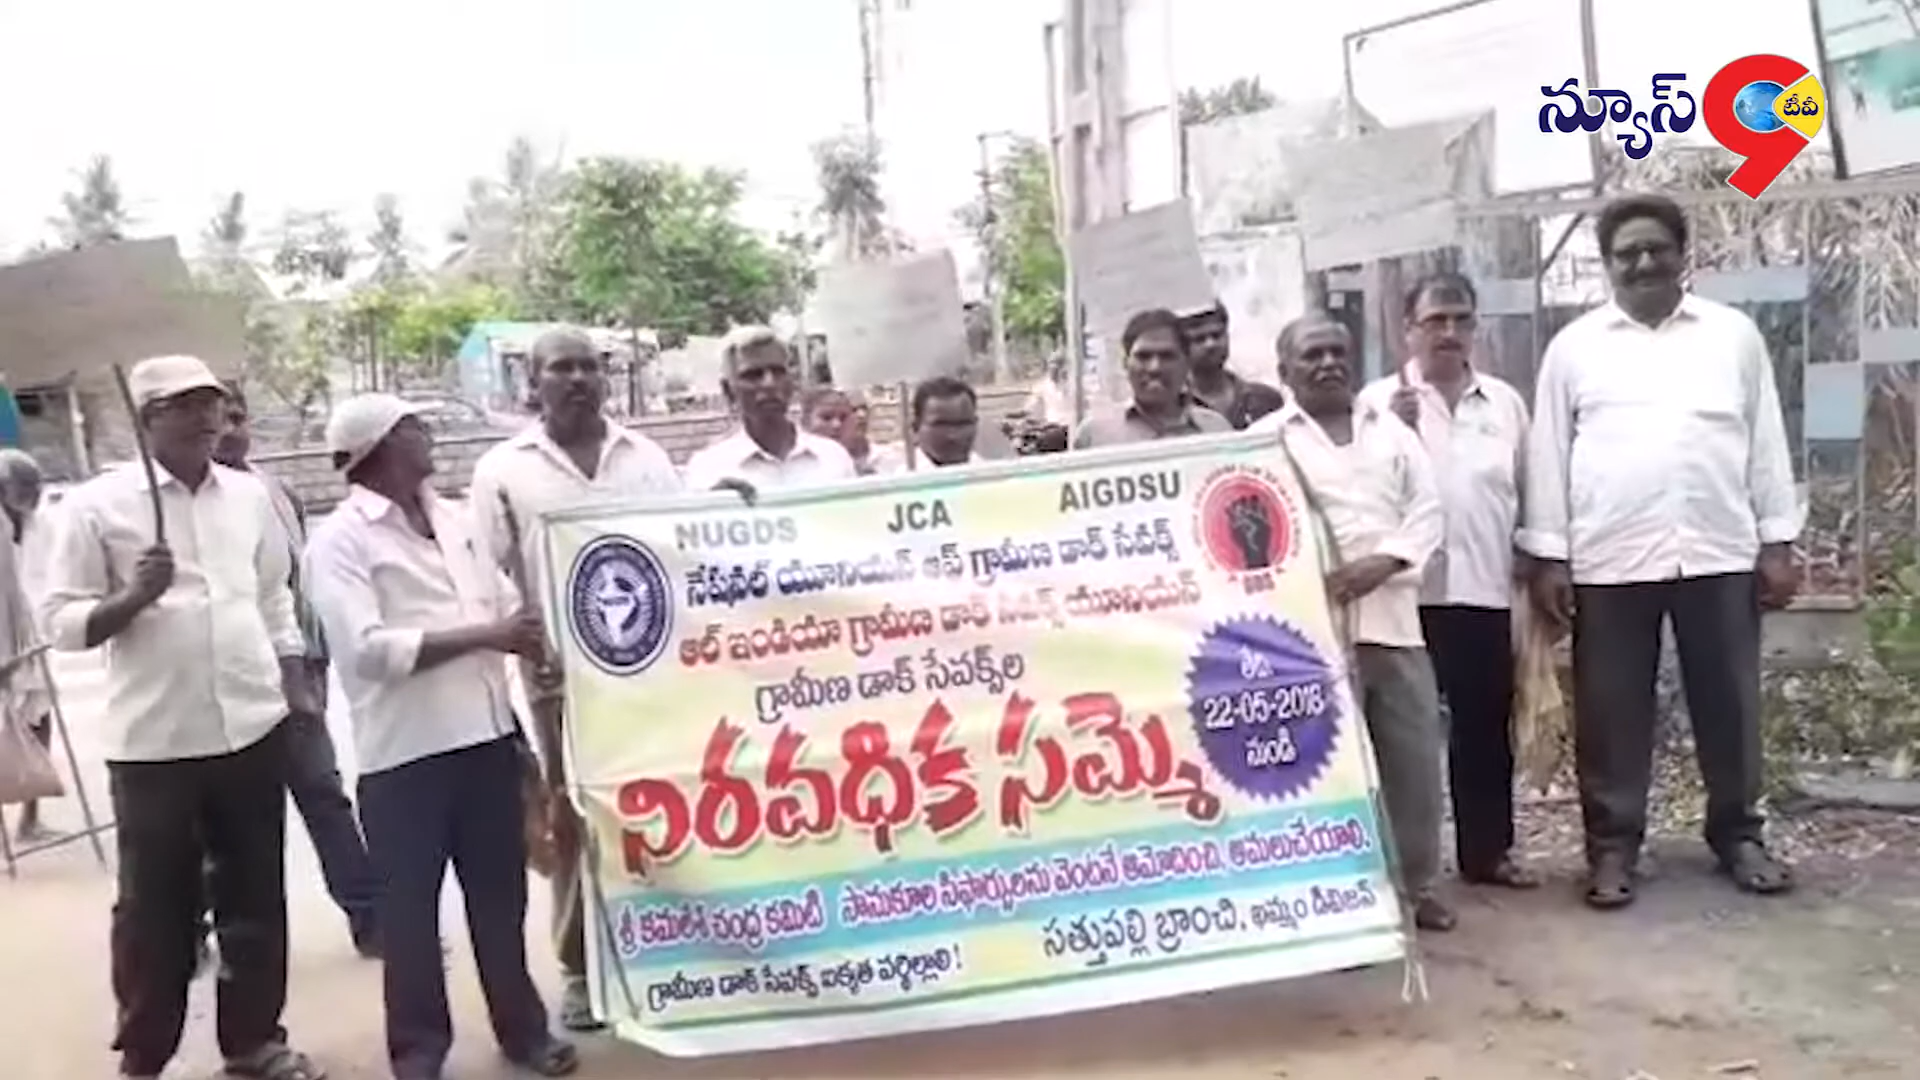 న్యూస్ 9 టీవీ
NUGDS JCA AIGDSU
నేషనల్ యూనియన్ ఆఫ్ గ్రామీణ డాక్ సేవక్స్
ఆల్ ఇండియా గ్రామీణ డాక్ సేవక్స్ యూనియన్
గ్రామీణ డాక్ సేవక్స్‌ల
నిరవధిక సమ్మె
తేది.
22-05-2018
నుండి
శ్రీ కమలేశ్ చంద్ర కమిటీ సానుకూల సిఫార్సులను వెంటనే ఆమోదించి, అమలుచేయాలి.
గ్రామీణ డాక్ సేవక్స్ ఐక్యత వర్ధిల్లాలి!
సత్తుపల్లి బ్రాంచి, ఖమ్మం డివిజన్